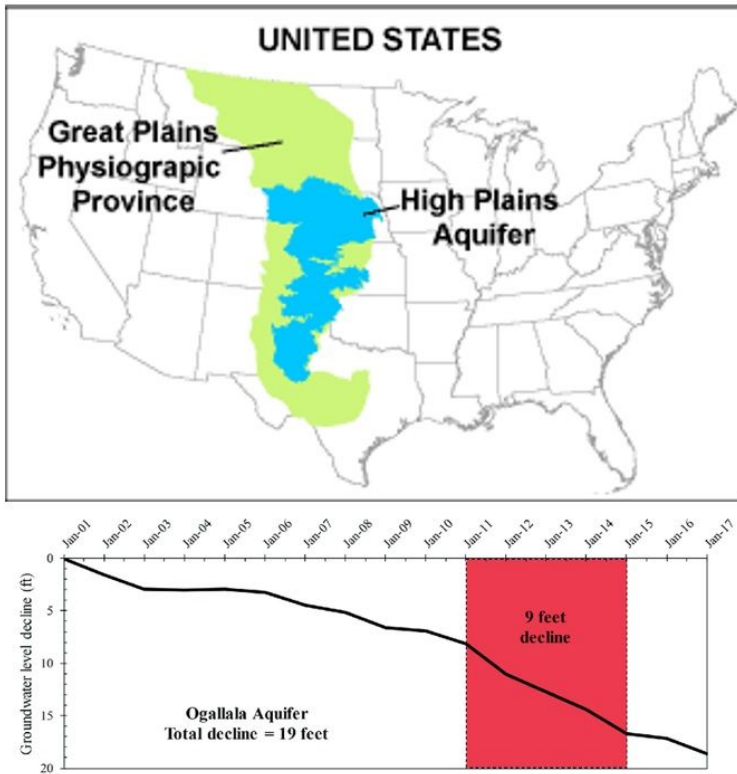 UNITED STATES
Great Plains
Physiograpic
Province
High Plains
Aquifer
Jan-01
Jan-02
Jan-03
Jan-04
Jan-05
Jan-06
Jan-07
Jan-08
Jan-09
Jan-10
Jan-11
Jan-12
Jan-13
Jan-14
Jan-15
Jan-16
Jan-17
Groundwater level decline (ft)
0
5
10
15
20
9 feet
decline
Ogallala Aquifer
Total decline = 19 feet